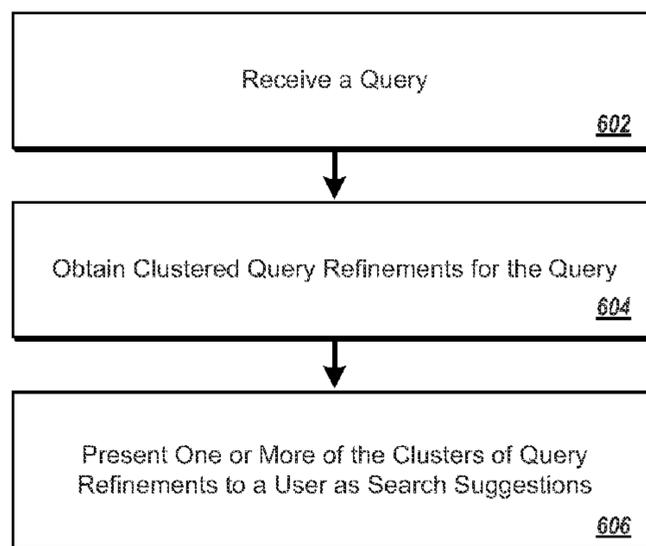 Receive a Query
602
Obtain Clustered Query Refinements for the Query
604
Present One or More of the Clusters of Query
Refinements to a User as Search Suggestions
606